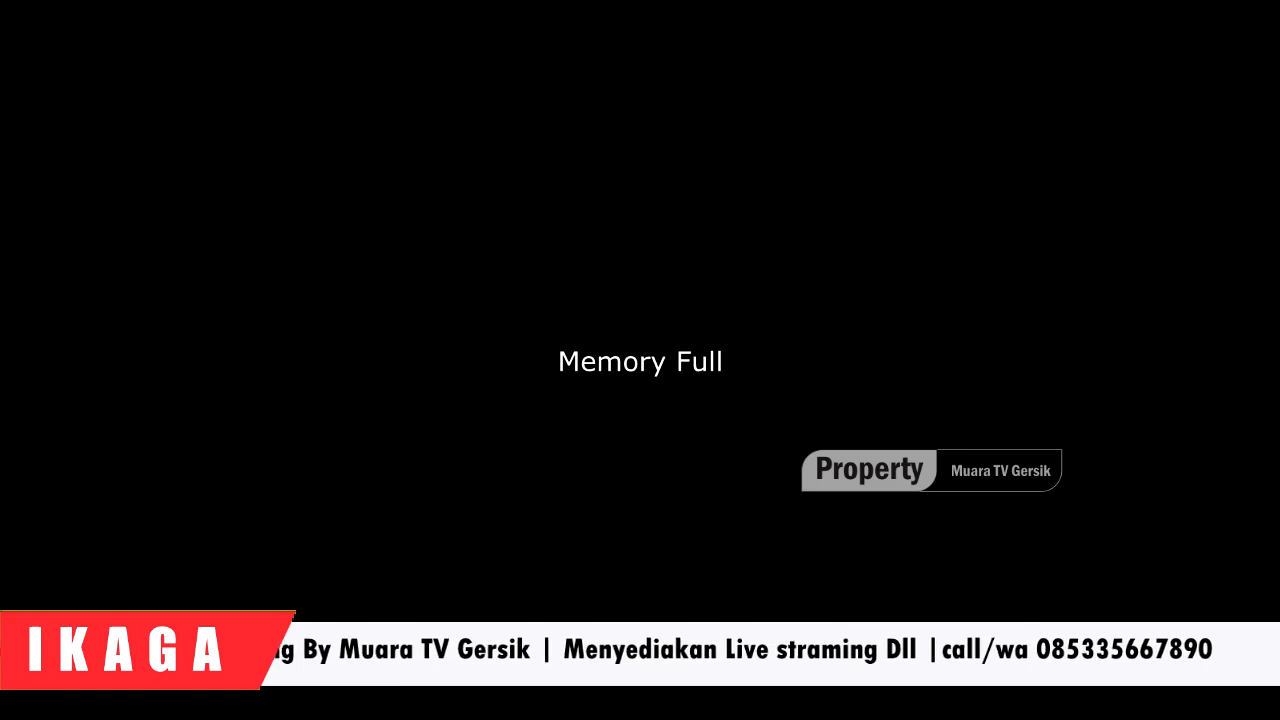 Memory Full
Property Muara TV Gersik
IKAGA
By Muara TV Gersik | Menyediakan Live straming Dll |call/wa 085335667890